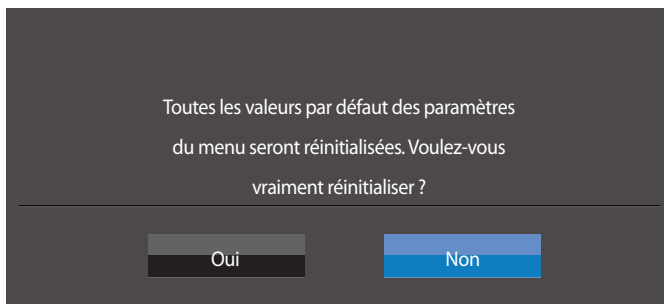 Toutes les valeurs par défaut des paramètres
du menu seront réinitialisées. Voulez-vous
vraiment réinitialiser ?
Oui
Non